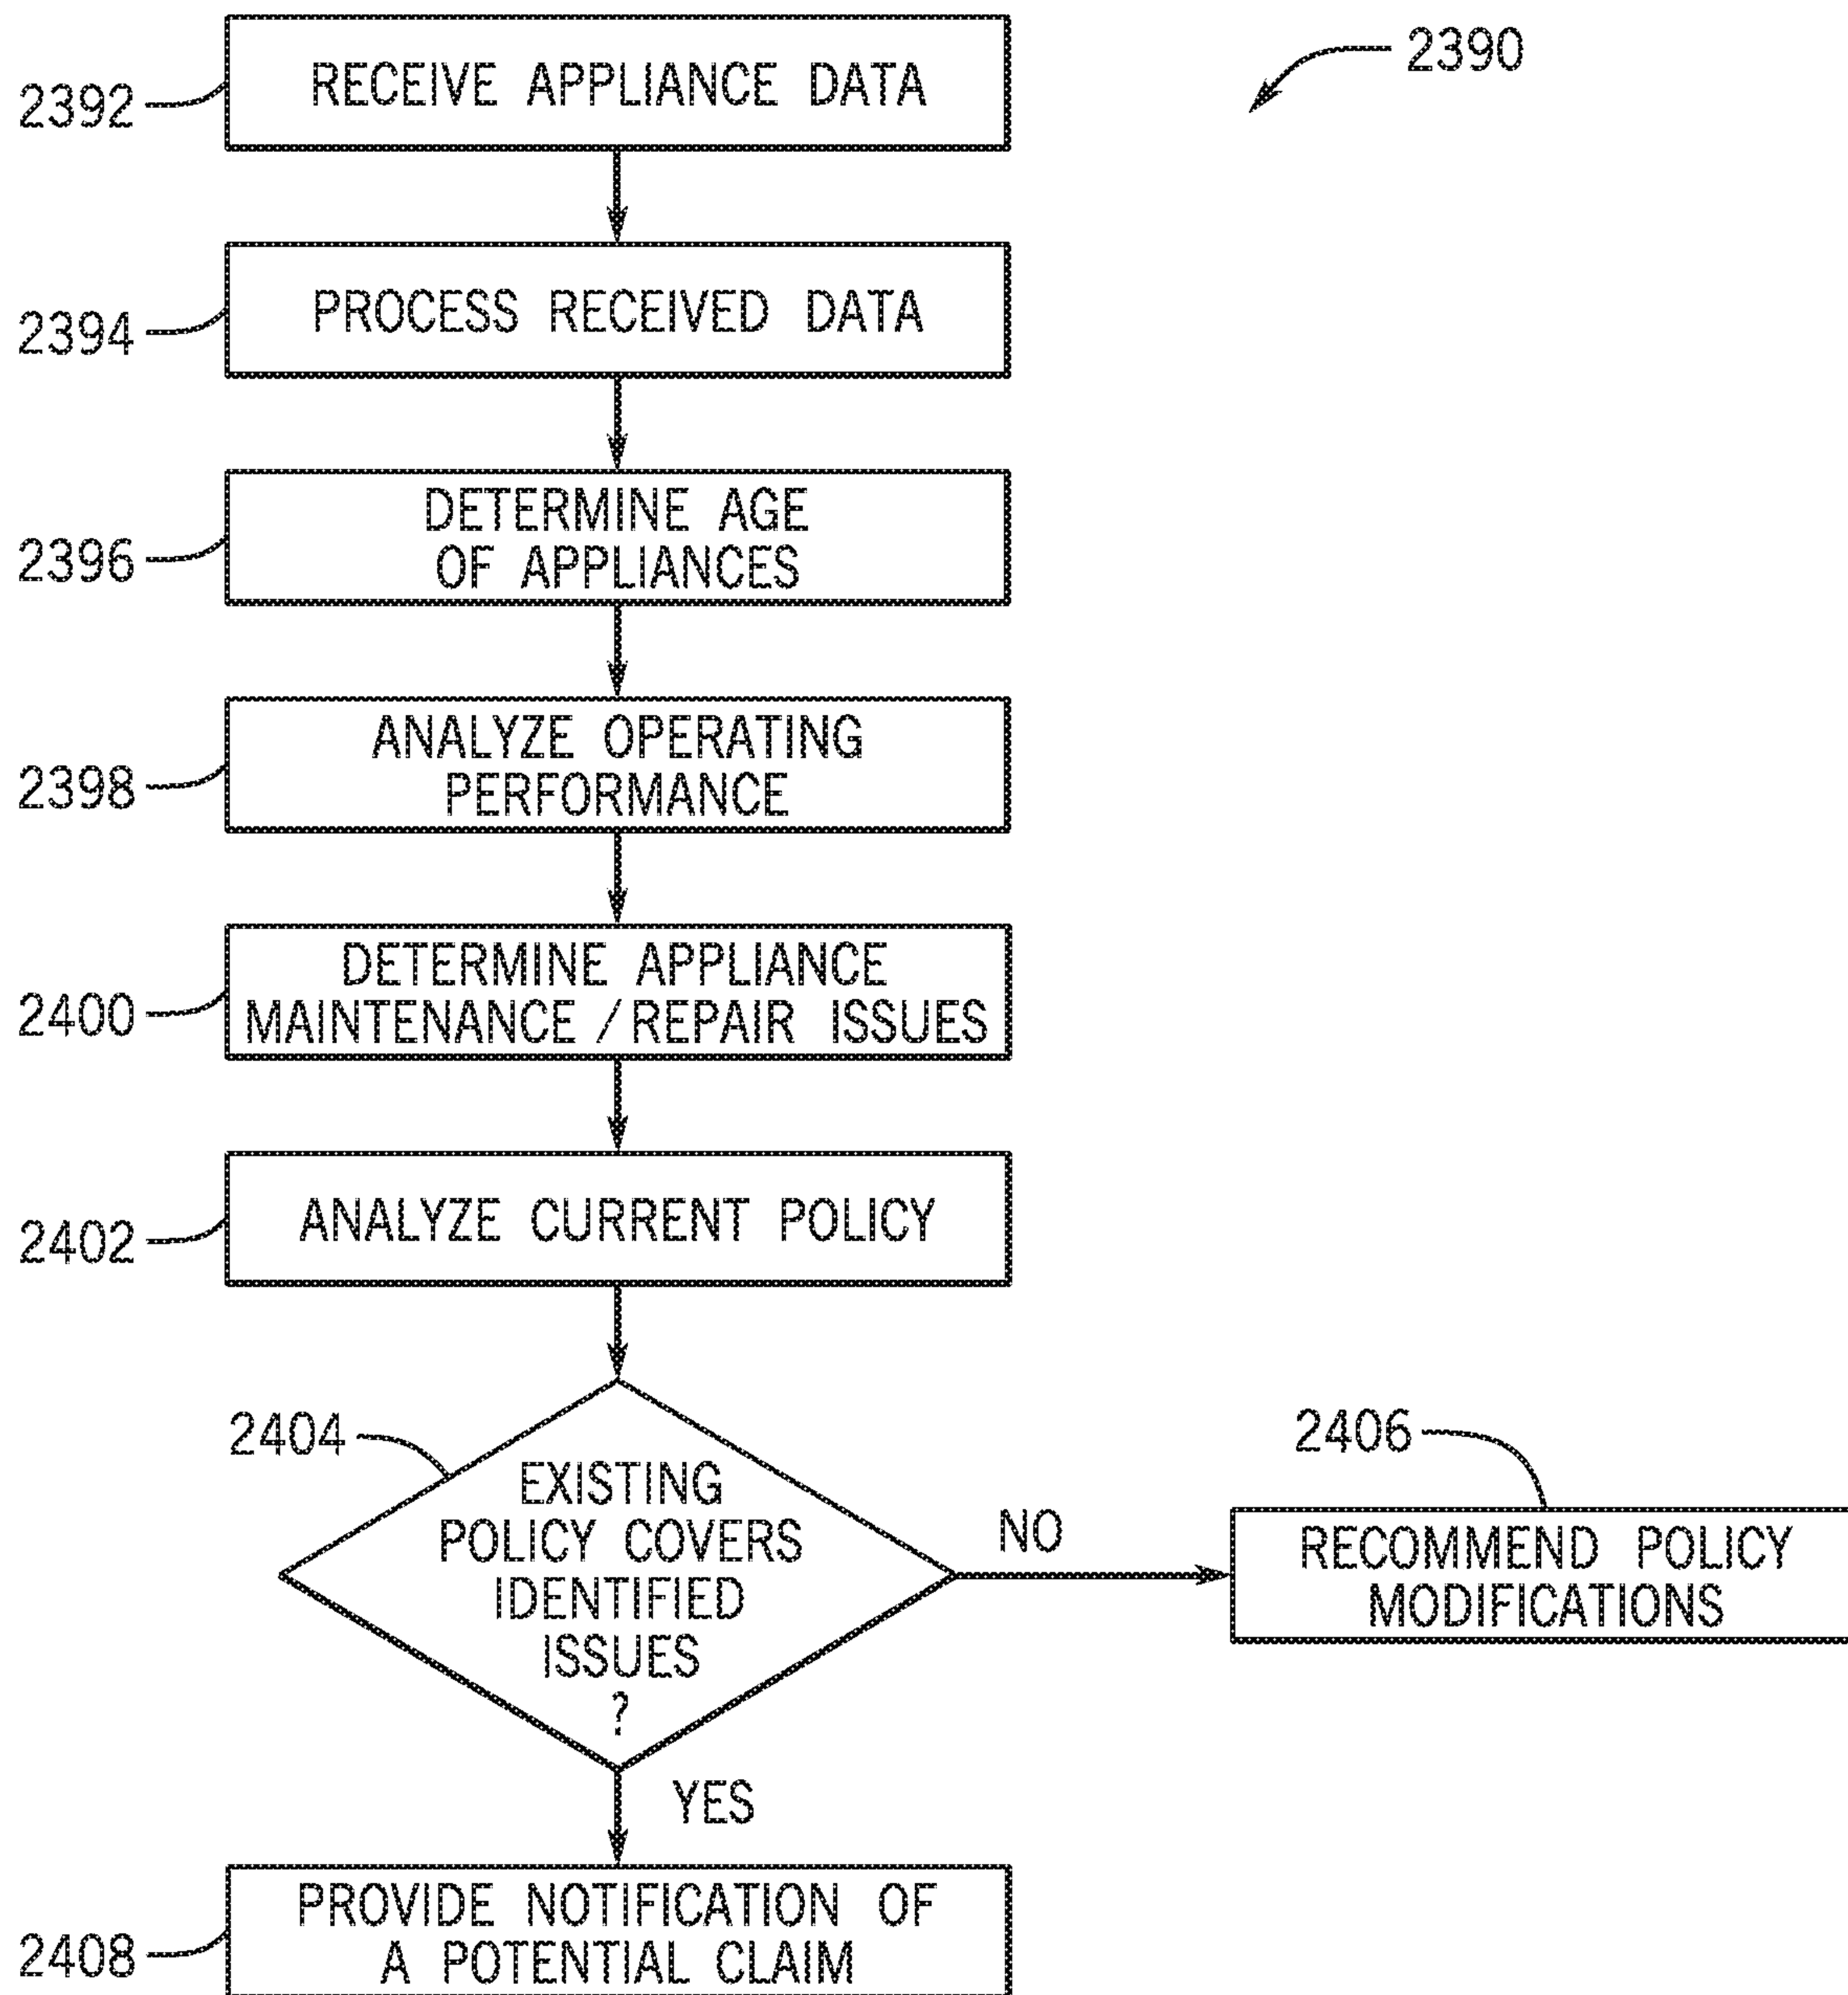 2390
2392
RECEIVE APPLIANCE DATA
2394
PROCESS RECEIVED DATA
2396
DETERMINE AGE
OF APPLIANCES
2398
ANALYZE OPERATING
PERFORMANCE
2400
DETERMINE APPLIANCE
MAINTENANCE / REPAIR ISSUES
2402
ANALYZE CURRENT POLICY
2404
EXISTING
POLICY COVERS
IDENTIFIED
ISSUES
?
NO
2406
RECOMMEND POLICY
MODIFICATIONS
YES
2408
PROVIDE NOTIFICATION OF
A POTENTIAL CLAIM